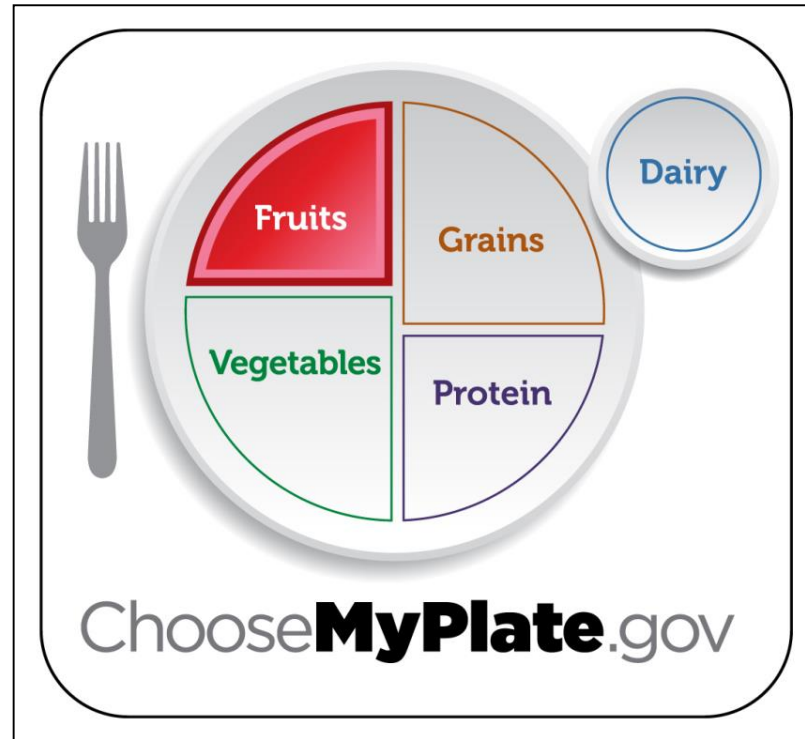 Fruits
Grains
Dairy
Vegetables
Protein
ChooseMyPlate.gov